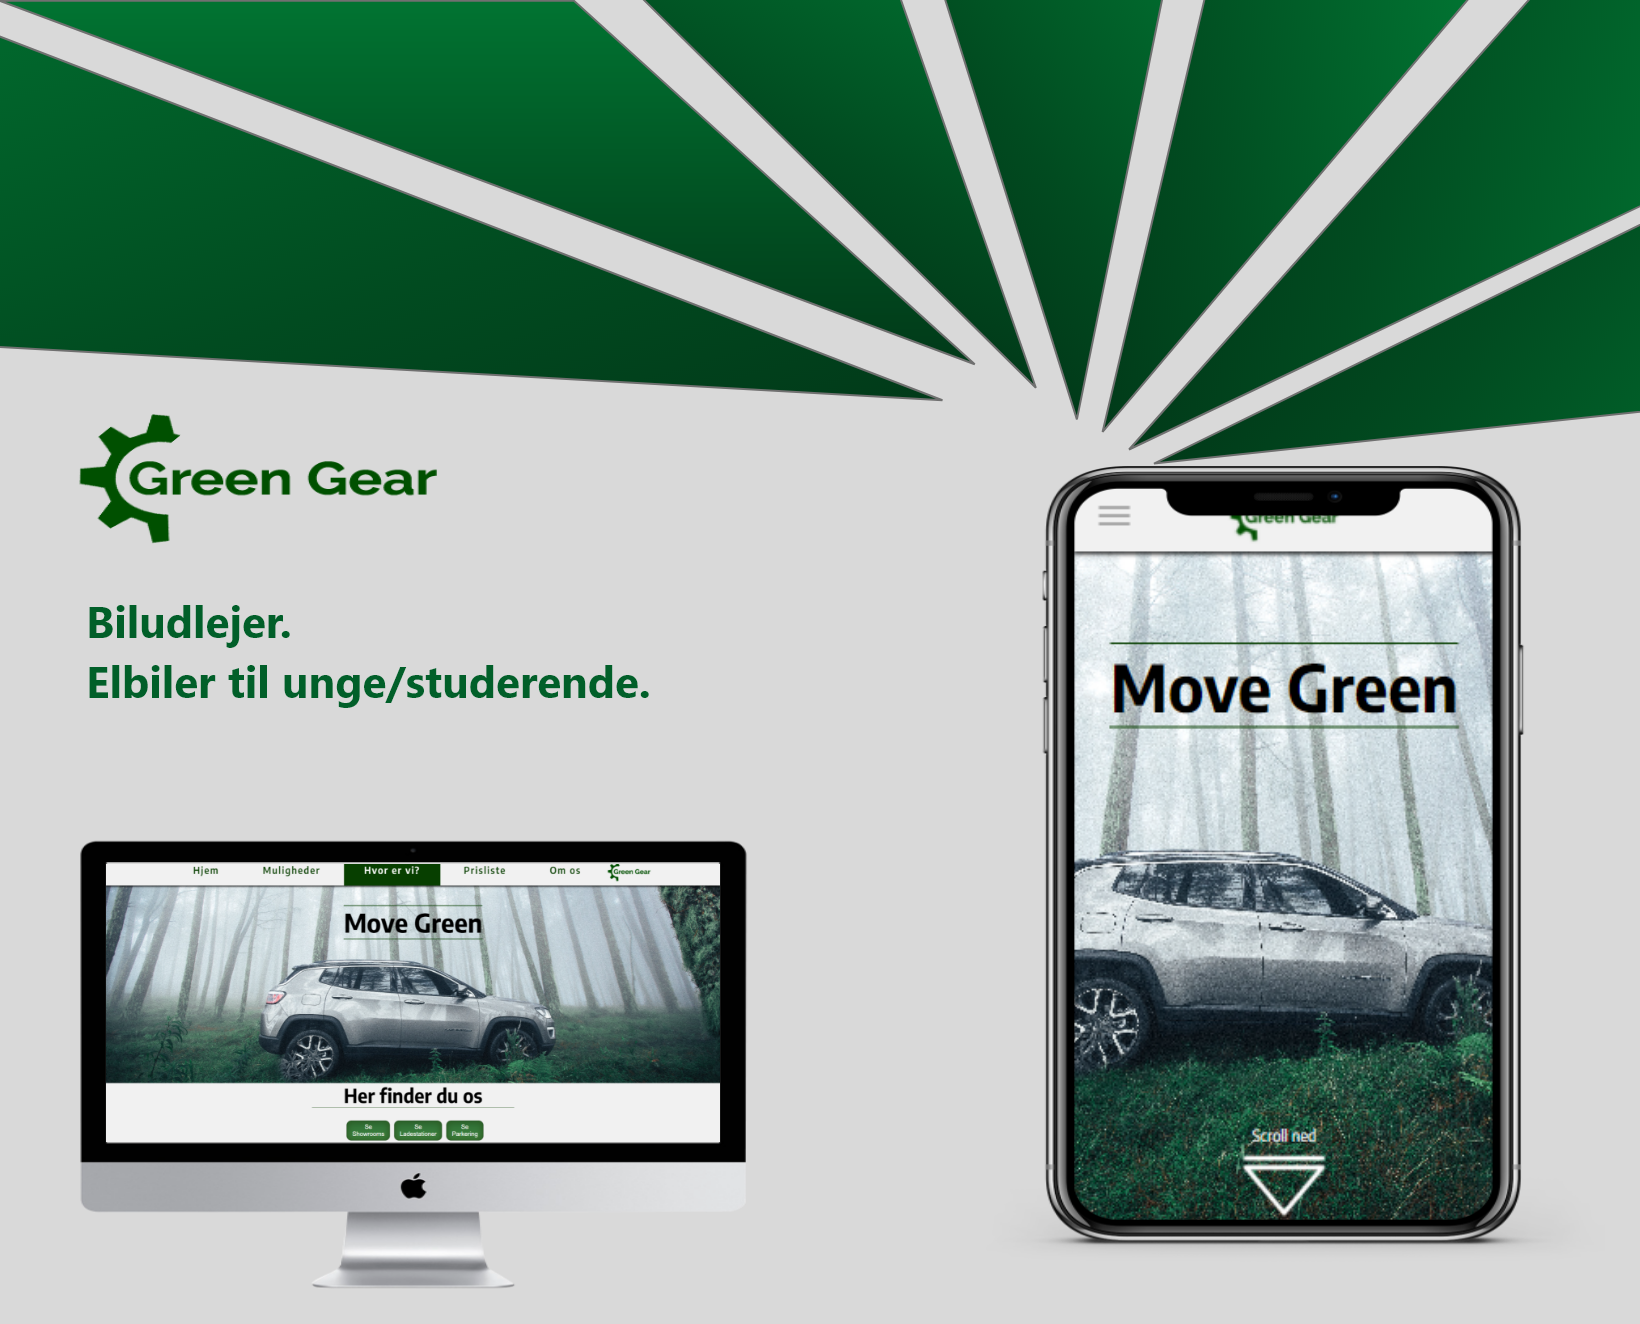 Green Gear
Biludlejer.
Elbiler til unge/studerende.
Green Gear
Move Green
Scroll ned
Hjem Muligheder Hvor er vi? Prisliste Om os Green Gear
Move Green
Her finder du os
Se Showrooms
Se Ladestationer
Se Parkering